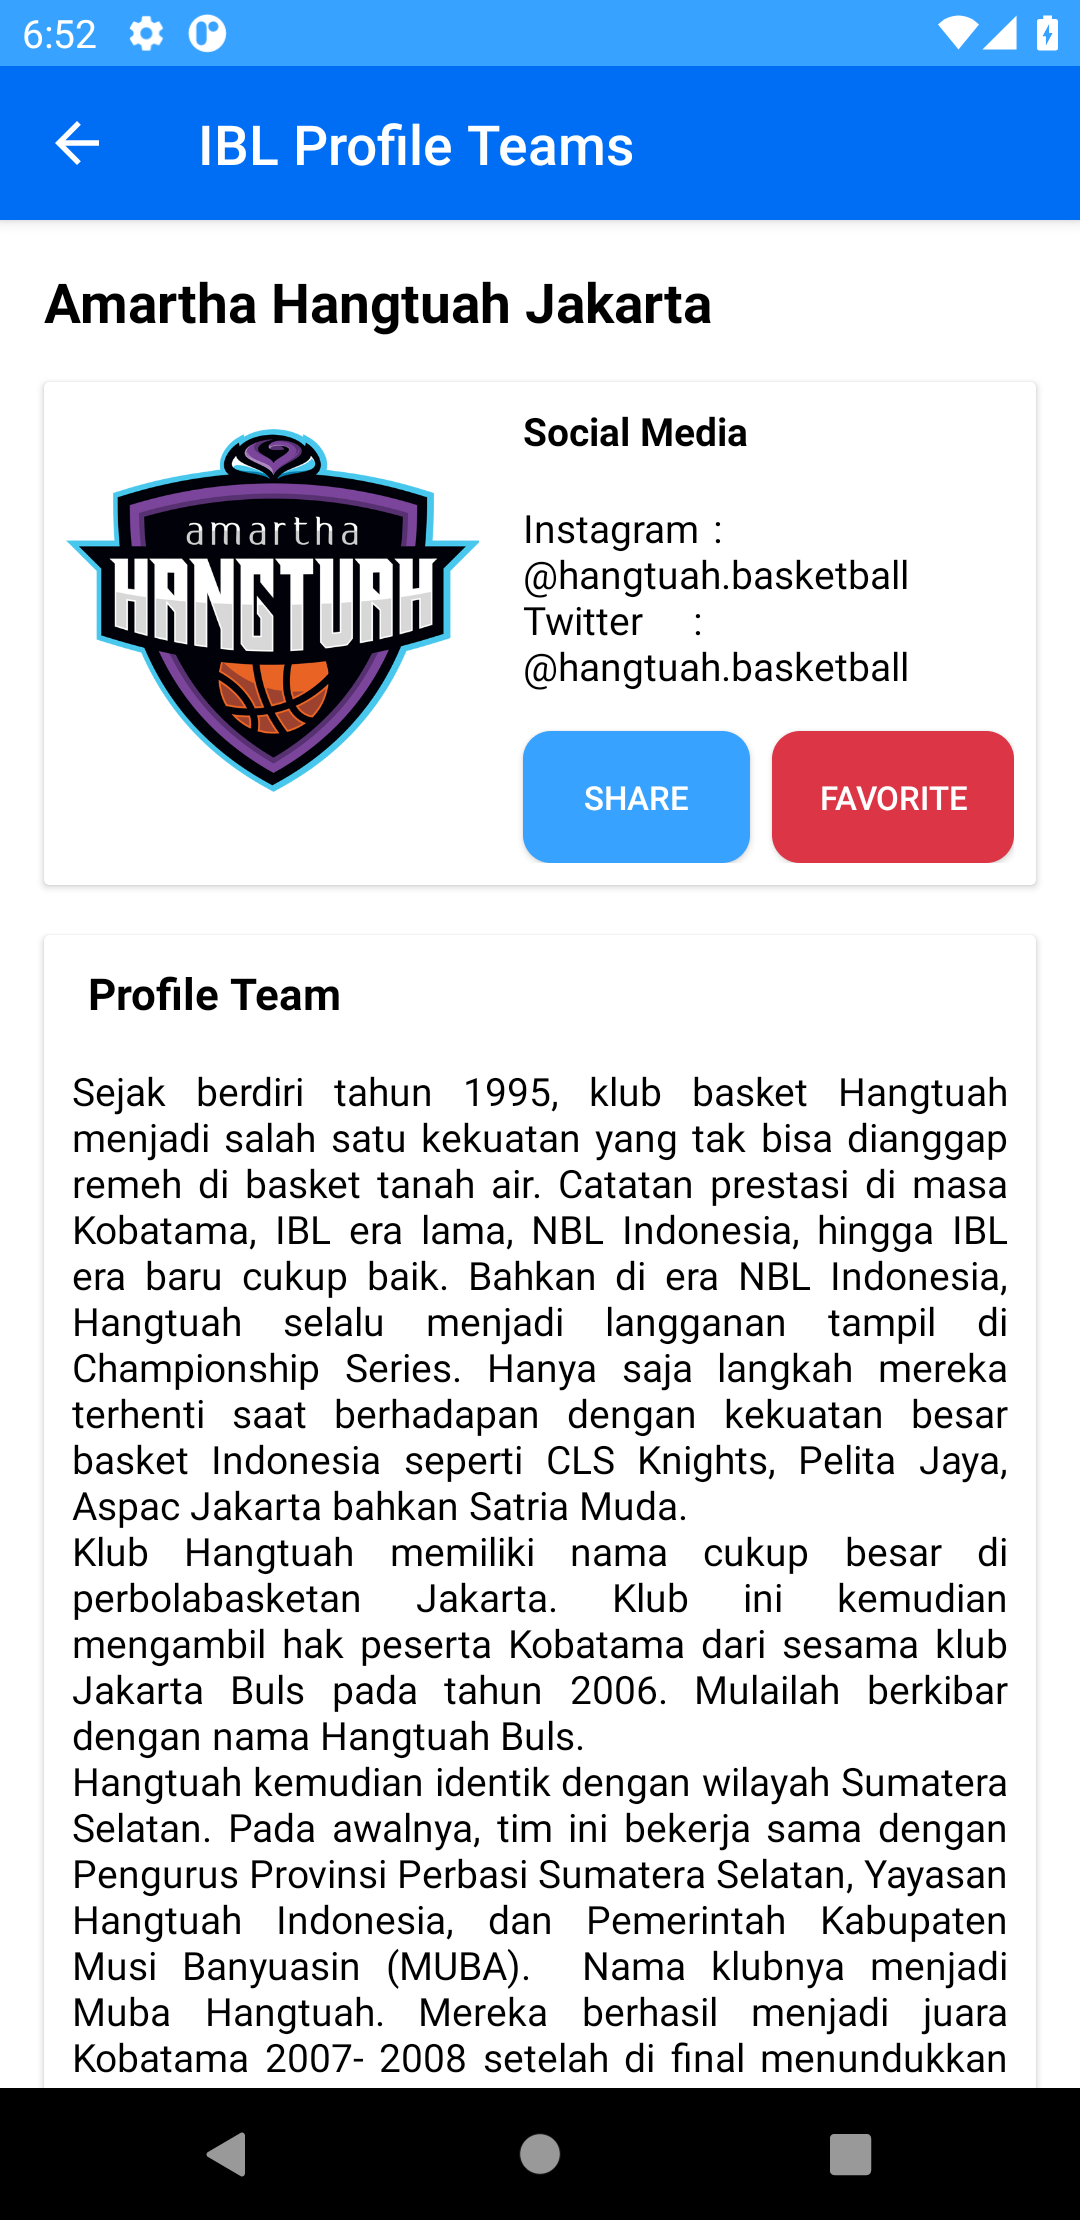 6:52
IBL Profile Teams
Amartha Hangtuah Jakarta
amartha
HANGTUAH
Social Media
Instagram :
@hangtuah.basketball
Twitter :
@hangtuah.basketball
SHARE
FAVORITE
Profile Team
Sejak berdiri tahun 1995, klub basket Hangtuah
menjadi salah satu kekuatan yang tak bisa dianggap
remeh di basket tanah air. Catatan prestasi di masa
Kobatama, IBL era lama, NBL Indonesia, hingga IBL
era baru cukup baik. Bahkan di era NBL Indonesia,
Hangtuah selalu menjadi langganan tampil di
Championship Series. Hanya saja langkah mereka
terhenti saat berhadapan dengan kekuatan besar
basket Indonesia seperti CLS Knights, Pelita Jaya,
Aspac Jakarta bahkan Satria Muda.
Klub Hangtuah memiliki nama cukup besar di
perbolabasketan Jakarta. Klub ini kemudian
mengambil hak peserta Kobatama dari sesama klub
Jakarta Buls pada tahun 2006. Mulailah berkibar
dengan nama Hangtuah Buls.
Hangtuah kemudian identik dengan wilayah Sumatera
Selatan. Pada awalnya, tim ini bekerja sama dengan
Pengurus Provinsi Perbasi Sumatera Selatan, Yayasan
Hangtuah Indonesia, dan Pemerintah Kabupaten
Musi Banyuasin (MUBA). Nama klubnya menjadi
Muba Hangtuah. Mereka berhasil menjadi juara
Kobatama 2007- 2008 setelah di final menundukkan